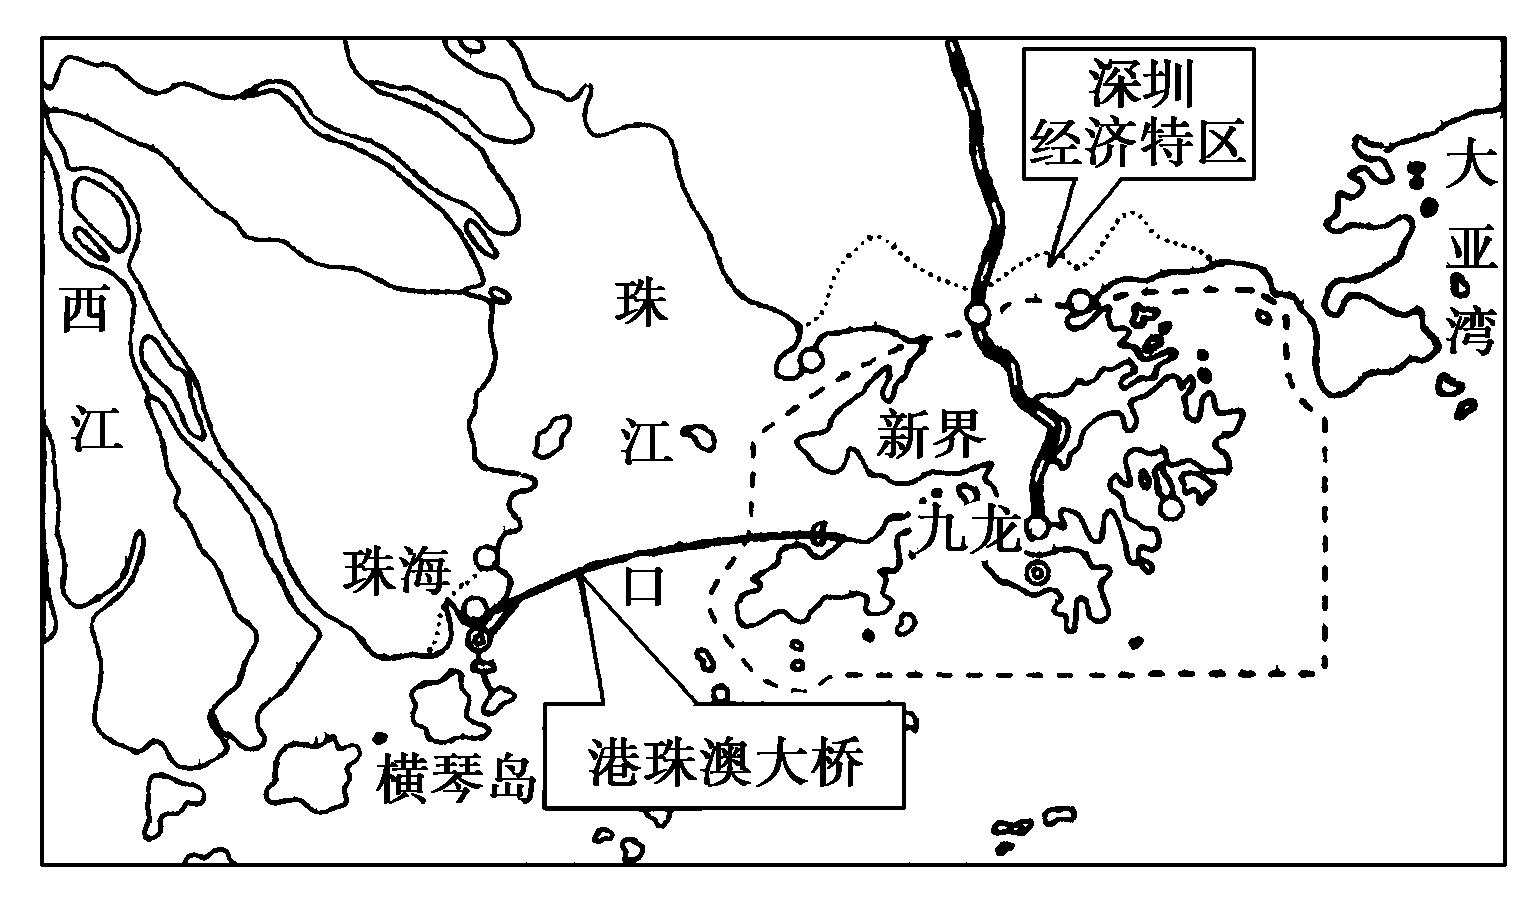 深圳
经济特区
大
亚
湾
西
江
珠
江
口
新界
九龙
珠海
横琴岛
港珠澳大桥